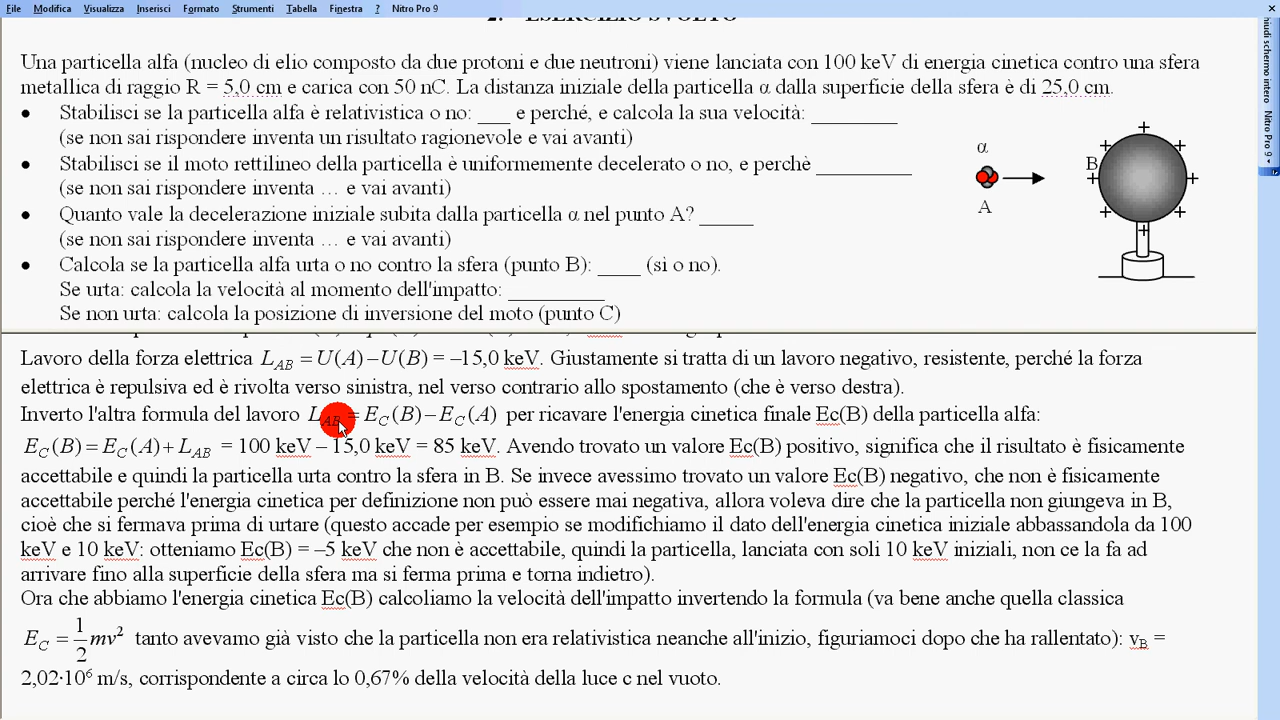 File Modifica Visualizza Inserisci Formato Strumenti Tabella Finestra ? Nitro Pro 9
2. ESERCIZIO SVOLTO
Una particella alfa (nucleo di elio composto da due protoni e due neutroni) viene lanciata con 100 keV di energia cinetica contro una sfera
metallica di raggio R = 5,0 cm e carica con 50 nC. La distanza iniziale della particella α dalla superficie della sfera è di 25,0 cm.
● Stabilisci se la particella alfa è relativistica o no: ___ e perché, e calcola la sua velocità: ________
(se non sai rispondere inventa un risultato ragionevole e vai avanti)
● Stabilisci se il moto rettilineo della particella è uniformemente decelerato o no, e perchè _________
(se non sai rispondere inventa … e vai avanti)
● Quanto vale la decelerazione iniziale subita dalla particella α nel punto A? _____
(se non sai rispondere inventa … e vai avanti)
● Calcola se la particella alfa urta o no contro la sfera (punto B): ____ (si o no).
Se urta: calcola la velocità al momento dell'impatto: _________
Se non urta: calcola la posizione di inversione del moto (punto C)
α
A
B
+ + + + + + + +
Lavoro della forza elettrica L_AB = U(A) − U(B) = −15,0 keV. Giustamente si tratta di un lavoro negativo, resistente, perché la forza
elettrica è repulsiva ed è rivolta verso sinistra, nel verso contrario allo spostamento (che è verso destra).
Inverto l'altra formula del lavoro L_AB = E_C(B) − E_C(A) per ricavare l'energia cinetica finale Ec(B) della particella alfa:
E_C(B) = E_C(A) + L_AB = 100 keV − 15,0 keV = 85 keV. Avendo trovato un valore Ec(B) positivo, significa che il risultato è fisicamente
accettabile e quindi la particella urta contro la sfera in B. Se invece avessimo trovato un valore Ec(B) negativo, che non è fisicamente
accettabile perché l'energia cinetica per definizione non può essere mai negativa, allora voleva dire che la particella non giungeva in B,
cioè che si fermava prima di urtare (questo accade per esempio se modifichiamo il dato dell'energia cinetica iniziale abbassandola da 100
keV e 10 keV: otteniamo Ec(B) = −5 keV che non è accettabile, quindi la particella, lanciata con soli 10 keV iniziali, non ce la fa ad
arrivare fino alla superficie della sfera ma si ferma prima e torna indietro).
Ora che abbiamo l'energia cinetica Ec(B) calcoliamo la velocità dell'impatto invertendo la formula (va bene anche quella classica
E_C = 1/2 mv² tanto avevamo già visto che la particella non era relativistica neanche all'inizio, figuriamoci dopo che ha rallentato): v_B =
2,02·10⁶ m/s, corrispondente a circa lo 0,67% della velocità della luce c nel vuoto.
schermo intero
Nitro Pro 9